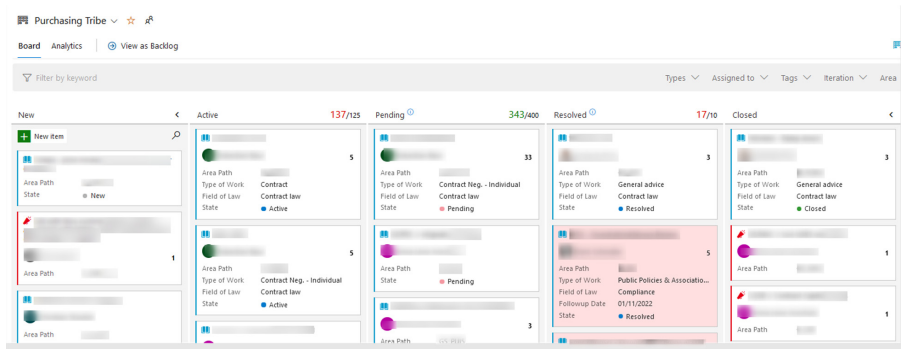 Purchasing Tribe
Board Analytics View as Backlog
Filter by keyword Types Assigned to Tags Iteration Area
New
New item
Area Path
State New
1
Area Path
Area Path
Active 137/125
5
Area Path
Type of Work Contract
Field of Law Contract law
State Active
5
Area Path
Type of Work Contract Neg. - Individual
Field of Law Contract law
State Active
Pending 343/400
33
Area Path
Type of Work Contract Neg. - Individual
Field of Law Contract law
State Pending
Area Path
State Pending
3
Area Path
Resolved 17/10
3
Area Path
Type of Work General advice
Field of Law Contract law
State Resolved
5
Area Path
Type of Work Public Policies & Associatio...
Field of Law Compliance
Followup Date 01/11/2022
State Resolved
Closed
3
Area Path
Type of Work General advice
Field of Law Contract law
State Closed
1
Area Path
1
Area Path